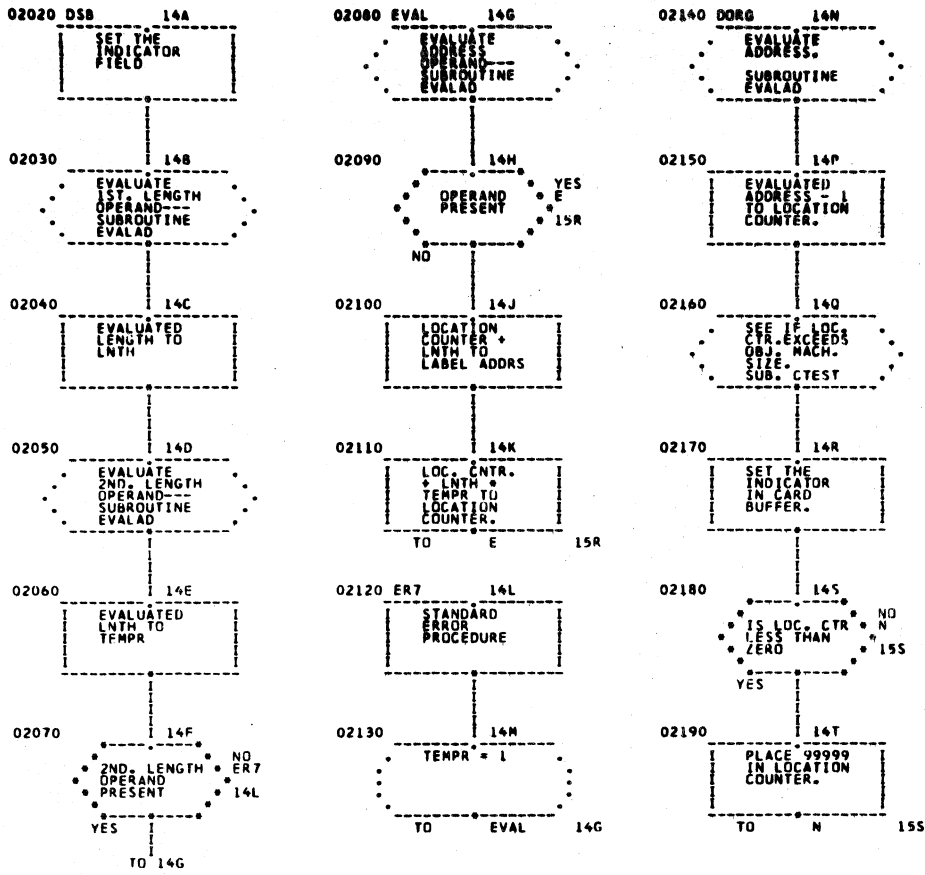 02020 DSB 14A
SET THE
INDICATOR
FIELD
02030 14B
EVALUATE
1ST. LENGTH
OPERAND---
SUBROUTINE
EVALAD
02040 14C
EVALUATED
LENGTH TO
LNTH
02050 14D
EVALUATE
2ND. LENGTH
OPERAND---
SUBROUTINE
EVALAD
02060 14E
EVALUATED
LNTH TO
TEMPR
02070 14F
2ND. LENGTH
OPERAND
PRESENT
NO
ER7
14L
YES
TO 14G
02080 EVAL 14G
EVALUATE
ADDRESS
OPERAND---
SUBROUTINE
EVALAD
02090 14H
OPERAND
PRESENT
YES
E
15R
NO
02100 14J
LOCATION
COUNTER +
LNTH TO
LABEL ADDRS
02110 14K
LOC. CNTR.
+ LNTH *
TEMPR TO
LOCATION
COUNTER.
TO E 15R
02120 ER7 14L
STANDARD
ERROR
PROCEDURE
02130 14M
TEMPR = 1
TO EVAL 14G
02140 DORG 14N
EVALUATE
ADDRESS.
SUBROUTINE
EVALAD
02150 14P
EVALUATED
ADDRESS - 1
TO LOCATION
COUNTER.
02160 14Q
SEE IF LOC.
CTR.EXCEEDS
OBJ. MACH.
SIZE.
SUB. CTEST
02170 14R
SET THE
INDICATOR
IN CARD
BUFFER.
02180 14S
IS LOC. CTR
LESS THAN
ZERO
NO
N
15S
YES
02190 14T
PLACE 99999
IN LOCATION
COUNTER.
TO N 15S